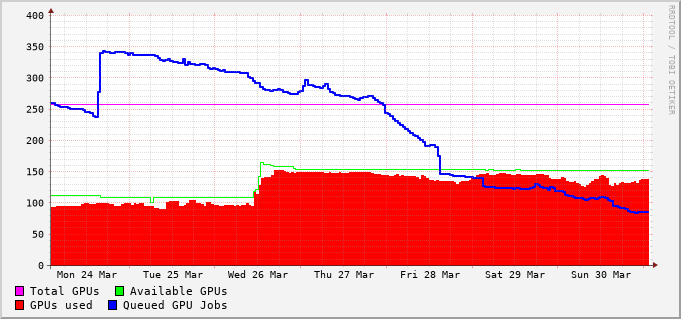 400
350
300
250
200
150
100
50
0
Mon 24 Mar Tue 25 Mar Wed 26 Mar Thu 27 Mar Fri 28 Mar Sat 29 Mar Sun 30 Mar
Total GPUs Available GPUs
GPUs used Queued GPU Jobs
RRDTOOL / TOBI OETIKER